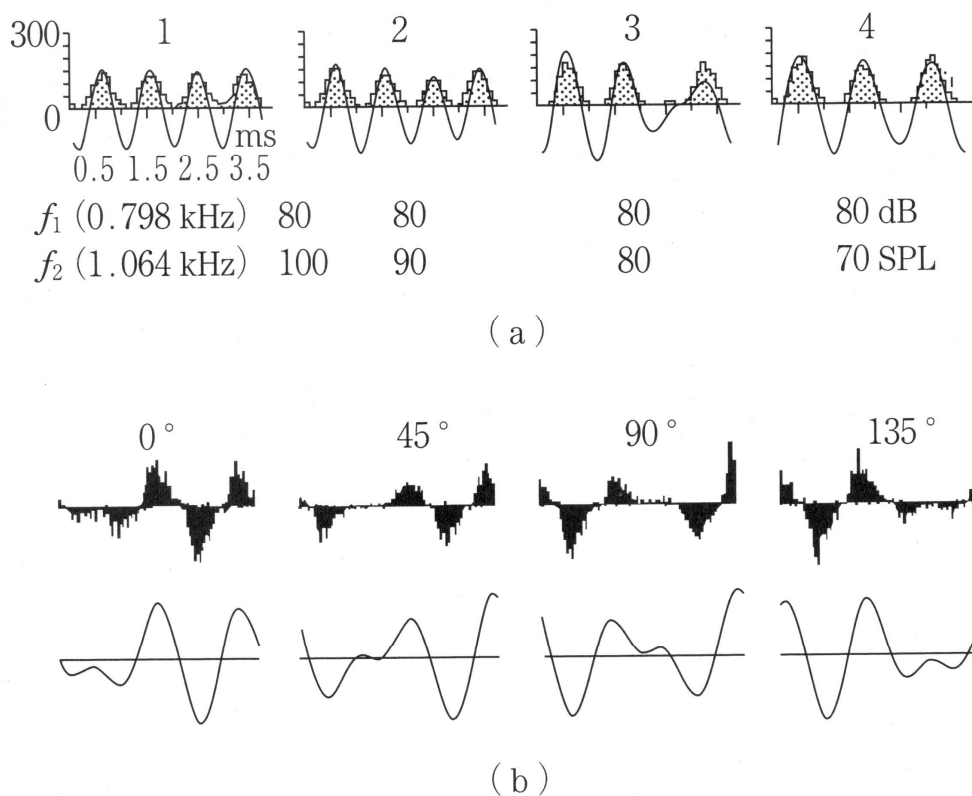 300 1 2 3 4
0
ms
0.5 1.5 2.5 3.5
f₁ (0.798 kHz) 80 80 80 80 dB
f₂ (1.064 kHz) 100 90 80 70 SPL
(a)
0° 45° 90° 135°
(b)